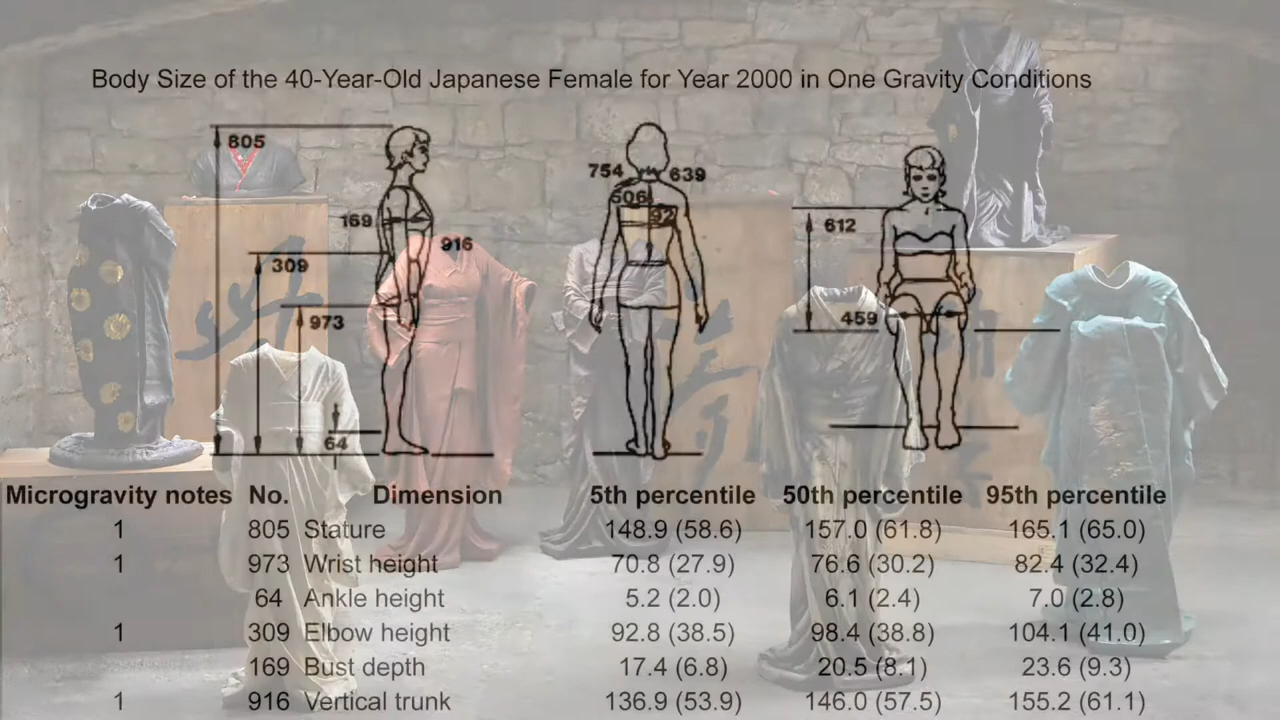 Body Size of the 40-Year-Old Japanese Female for Year 2000 in One Gravity Conditions
805
754 639
506
169 92
612
916
309
459
973
64
Microgravity notes No. Dimension 5th percentile 50th percentile 95th percentile
1 805 Stature 148.9 (58.6) 157.0 (61.8) 165.1 (65.0)
1 973 Wrist height 70.8 (27.9) 76.6 (30.2) 82.4 (32.4)
64 Ankle height 5.2 (2.0) 6.1 (2.4) 7.0 (2.8)
1 309 Elbow height 92.8 (38.5) 98.4 (38.8) 104.1 (41.0)
169 Bust depth 17.4 (6.8) 20.5 (8.1) 23.6 (9.3)
1 916 Vertical trunk 136.9 (53.9) 146.0 (57.5) 155.2 (61.1)